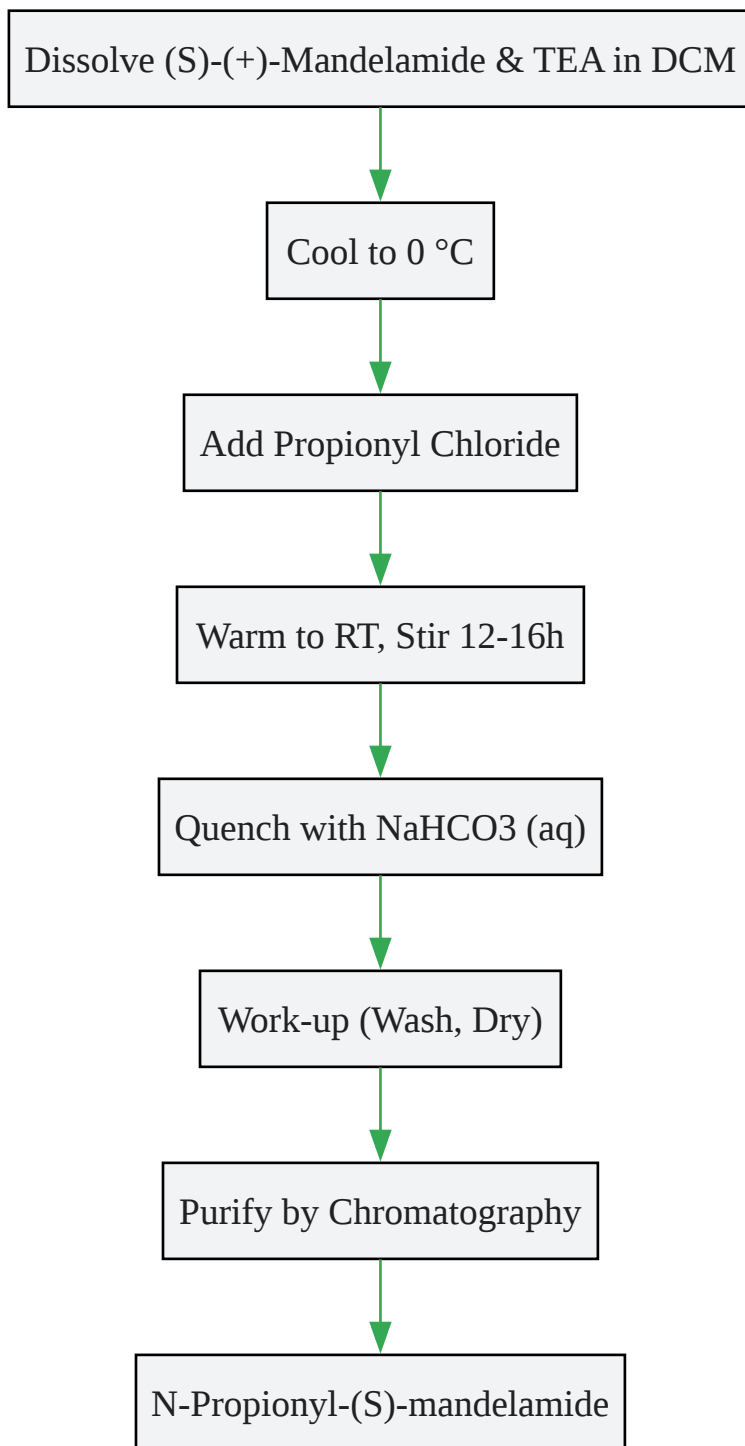 Dissolve (S)-(+)-Mandelamide & TEA in DCM
Cool to 0 °C
Add Propionyl Chloride
Warm to RT, Stir 12-16h
Quench with NaHCO3 (aq)
Work-up (Wash, Dry)
Purify by Chromatography
N-Propionyl-(S)-mandelamide